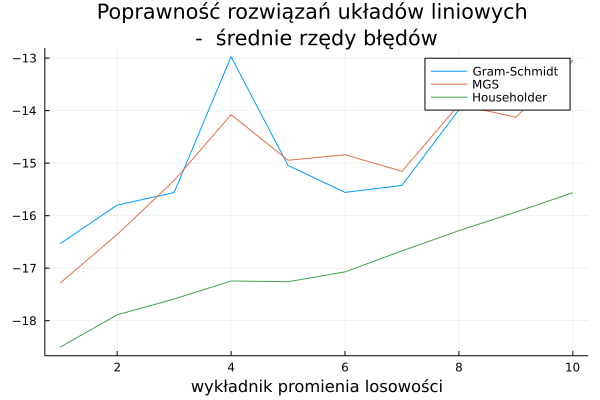 Poprawność rozwiązań układów liniowych
- średnie rzędy błędów
−13
−14
−15
−16
−17
−18
Gram-Schmidt
MGS
Householder
2
4
6
8
10
wykładnik promienia losowości